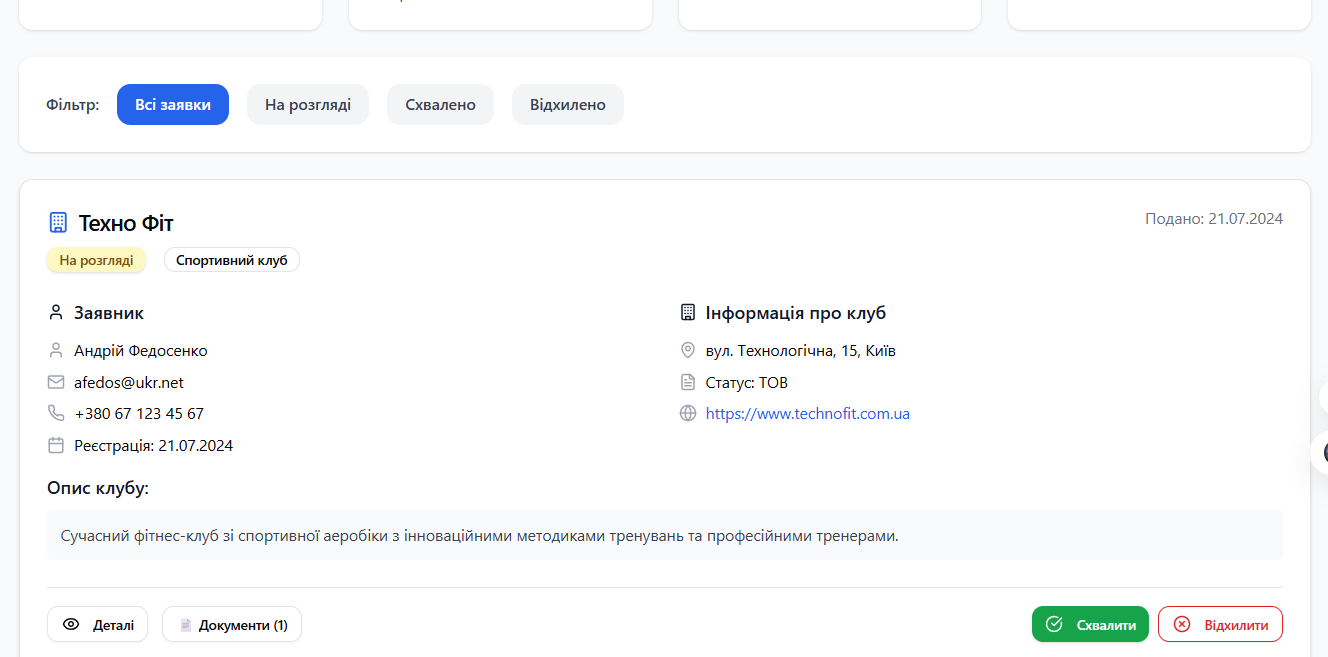 Фільтр: Всі заявки На розгляді Схвалено Відхилено
Техно Фіт
Подано: 21.07.2024
На розгляді Спортивний клуб
Заявник
Андрій Федосенко
afedos@ukr.net
+380 67 123 45 67
Реєстрація: 21.07.2024
Інформація про клуб
вул. Технологічна, 15, Київ
Статус: ТОВ
https://www.technofit.com.ua
Опис клубу:
Сучасний фітнес-клуб зі спортивної аеробіки з інноваційними методиками тренувань та професійними тренерами.
Деталі Документи (1) Схвалити Відхилити